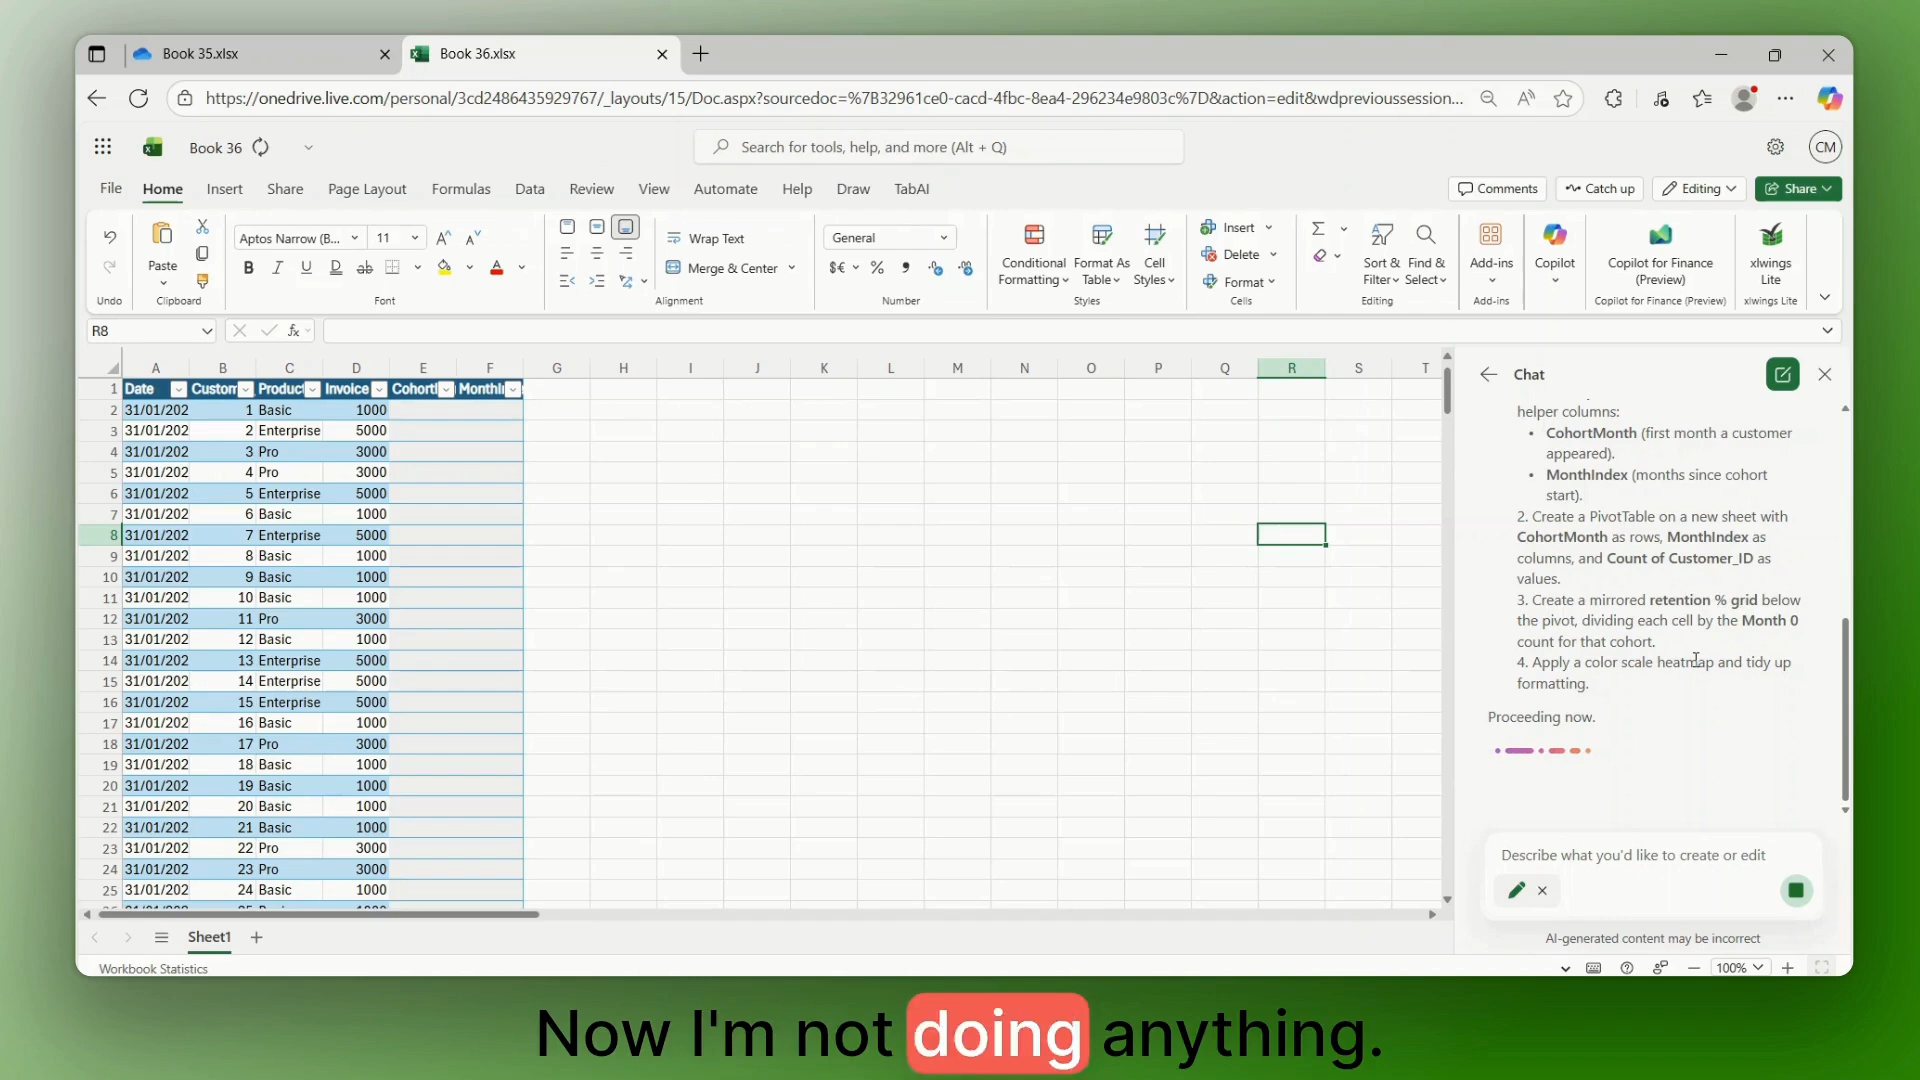 Book 35.xlsx
Book 36.xlsx
https://onedrive.live.com/personal/3cd2486435929767/_layouts/15/Doc.aspx?sourcedoc=%7B32961ce0-cacd-4fbc-8ea4-296234e9803c%7D&action=edit&wdprevioussession...
Book 36
Search for tools, help, and more (Alt + Q)
CM
File Home Insert Share Page Layout Formulas Data Review View Automate Help Draw TabAI
Comments Catch up Editing Share
Paste
Aptos Narrow (B... 11
B I U D ab A
Wrap Text
Merge & Center
General
$€ % 9
Conditional Formatting
Format As Table
Cell Styles
Insert
Delete
Format
Sort & Filter
Find & Select
Add-ins
Copilot
Copilot for Finance (Preview)
xlwings Lite
Undo Clipboard Font Alignment Number Styles Cells Editing Add-ins Copilot for Finance (Preview) xlwings Lite
R8 fx
A B C D E F G H I J K L M N O P Q R S T
1 Date Custom Product Invoice Cohort MonthIn
2 31/01/202 1 Basic 1000
3 31/01/202 2 Enterprise 5000
4 31/01/202 3 Pro 3000
5 31/01/202 4 Pro 3000
6 31/01/202 5 Enterprise 5000
7 31/01/202 6 Basic 1000
8 31/01/202 7 Enterprise 5000
9 31/01/202 8 Basic 1000
10 31/01/202 9 Basic 1000
11 31/01/202 10 Basic 1000
12 31/01/202 11 Pro 3000
13 31/01/202 12 Basic 1000
14 31/01/202 13 Enterprise 5000
15 31/01/202 14 Enterprise 5000
16 31/01/202 15 Enterprise 5000
17 31/01/202 16 Basic 1000
18 31/01/202 17 Pro 3000
19 31/01/202 18 Basic 1000
20 31/01/202 19 Basic 1000
21 31/01/202 20 Basic 1000
22 31/01/202 21 Basic 1000
23 31/01/202 22 Pro 3000
24 31/01/202 23 Pro 3000
25 31/01/202 24 Basic 1000
Chat
helper columns:
• CohortMonth (first month a customer
appeared).
• MonthIndex (months since cohort
start).
2. Create a PivotTable on a new sheet with
CohortMonth as rows, MonthIndex as
columns, and Count of Customer_ID as
values.
3. Create a mirrored retention % grid below
the pivot, dividing each cell by the Month 0
count for that cohort.
4. Apply a color scale heatmap and tidy up
formatting.
Proceeding now.
Describe what you'd like to create or edit
AI-generated content may be incorrect
Sheet1
Workbook Statistics
100%
Now I'm not doing anything.